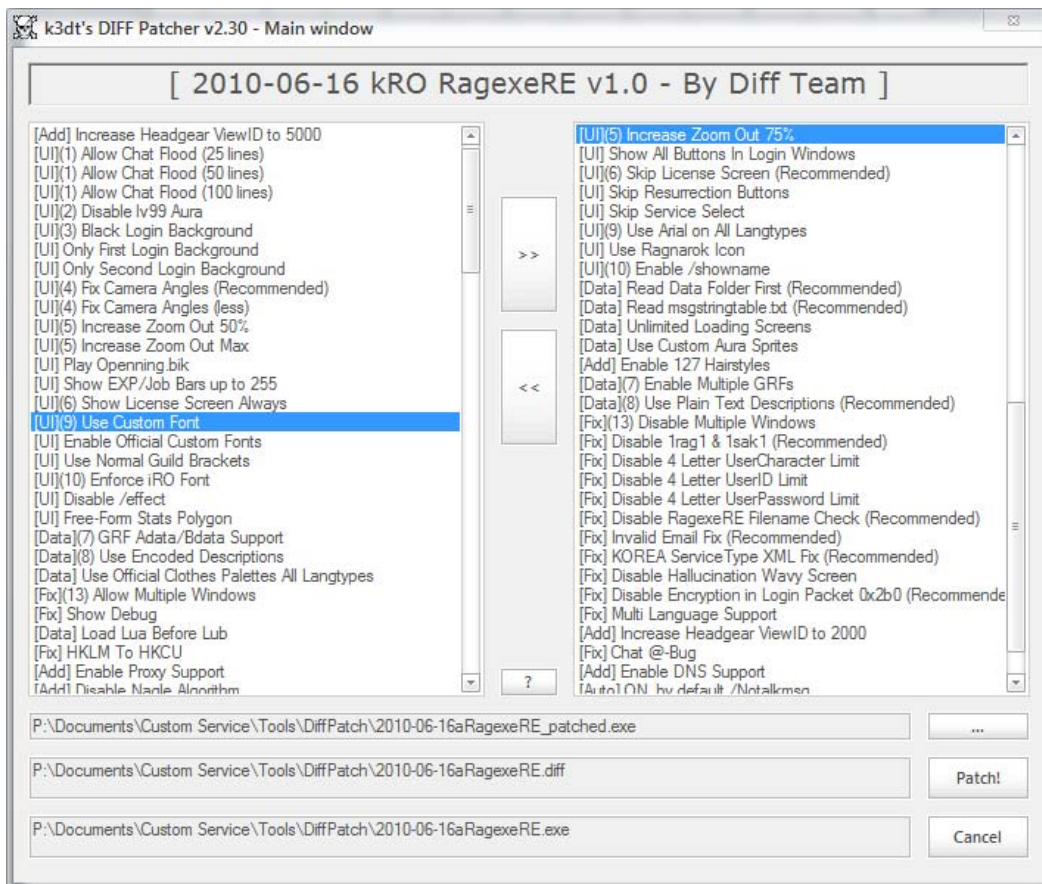 k3dt's DIFF Patcher v2.30 - Main window
[ 2010-06-16 kRO RagexeRE v1.0 - By Diff Team ]
[Add] Increase Headgear ViewID to 5000
[UI](1) Allow Chat Flood (25 lines)
[UI](1) Allow Chat Flood (50 lines)
[UI](1) Allow Chat Flood (100 lines)
[UI](2) Disable lv99 Aura
[UI](3) Black Login Background
[UI] Only First Login Background
[UI] Only Second Login Background
[UI](4) Fix Camera Angles (Recommended)
[UI](4) Fix Camera Angles (less)
[UI](5) Increase Zoom Out 50%
[UI](5) Increase Zoom Out Max
[UI] Play Openning.bik
[UI] Show EXP/Job Bars up to 255
[UI](6) Show License Screen Always
[UI](9) Use Custom Font
[UI] Enable Official Custom Fonts
[UI] Use Normal Guild Brackets
[UI](10) Enforce iRO Font
[UI] Disable /effect
[UI] Free-Form Stats Polygon
[Data](7) GRF Adata/Bdata Support
[Data](8) Use Encoded Descriptions
[Data] Use Official Clothes Palettes All Langtypes
[Fix](13) Allow Multiple Windows
[Fix] Show Debug
[Data] Load Lua Before Lub
[Fix] HKLM To HKCU
[Add] Enable Proxy Support
[Add] Disable Nagle Algorithm
>>
<<
?
[UI](5) Increase Zoom Out 75%
[UI] Show All Buttons In Login Windows
[UI](6) Skip License Screen (Recommended)
[UI] Skip Resurrection Buttons
[UI] Skip Service Select
[UI](9) Use Arial on All Langtypes
[UI] Use Ragnarok Icon
[UI](10) Enable /showname
[Data] Read Data Folder First (Recommended)
[Data] Read msgstringtable.txt (Recommended)
[Data] Unlimited Loading Screens
[Data] Use Custom Aura Sprites
[Add] Enable 127 Hairstyles
[Data](7) Enable Multiple GRFs
[Data](8) Use Plain Text Descriptions (Recommended)
[Fix](13) Disable Multiple Windows
[Fix] Disable 1rag1 & 1sak1 (Recommended)
[Fix] Disable 4 Letter UserCharacter Limit
[Fix] Disable 4 Letter UserID Limit
[Fix] Disable 4 Letter UserPassword Limit
[Fix] Disable RagexeRE Filename Check (Recommended)
[Fix] Invalid Email Fix (Recommended)
[Fix] KOREA ServiceType XML Fix (Recommended)
[Fix] Disable Hallucination Wavy Screen
[Fix] Disable Encryption in Login Packet 0x2b0 (Recommende
[Fix] Multi Language Support
[Add] Increase Headgear ViewID to 2000
[Fix] Chat @-Bug
[Add] Enable DNS Support
[Auto] ON_by default /Notalkmsg
P:\Documents\Custom Service\Tools\DiffPatch\2010-06-16aRagexeRE_patched.exe
...
P:\Documents\Custom Service\Tools\DiffPatch\2010-06-16aRagexeRE.diff
Patch!
P:\Documents\Custom Service\Tools\DiffPatch\2010-06-16aRagexeRE.exe
Cancel